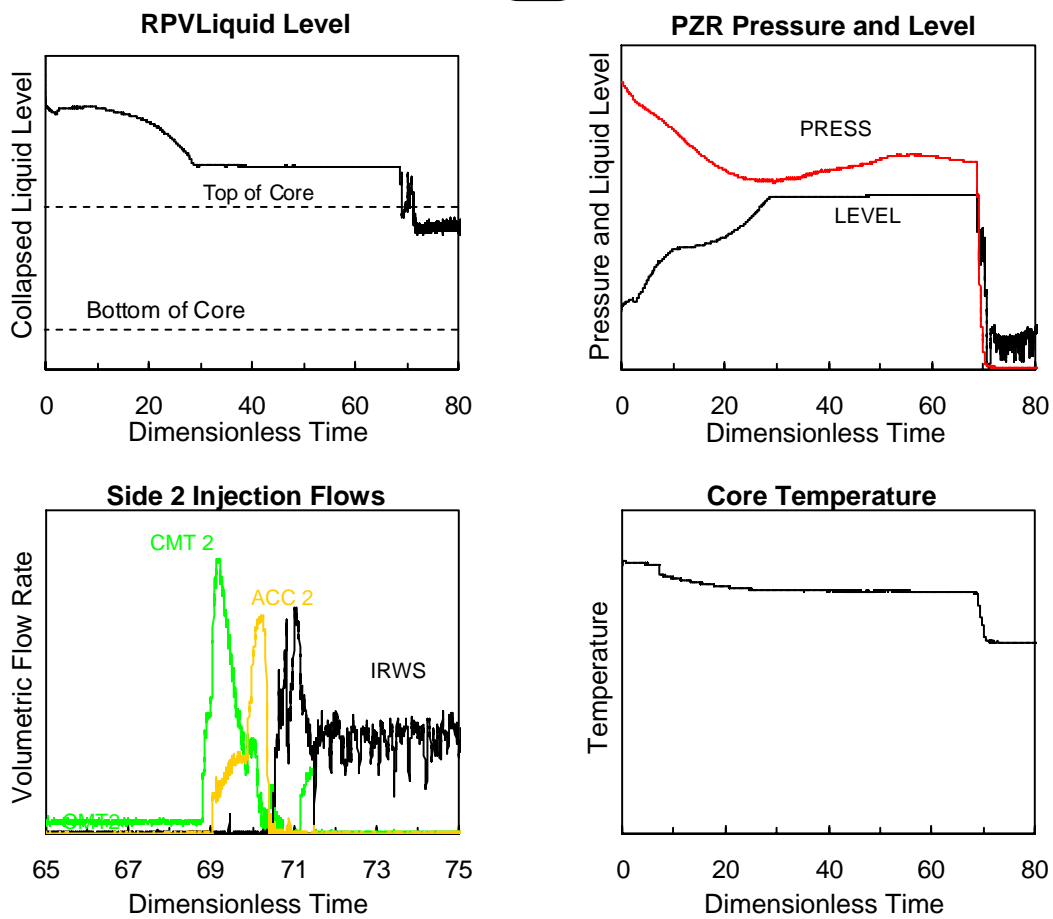 RPVLiquid Level
Collapsed Liquid Level
Top of Core
Bottom of Core
0 20 40 60 80
Dimensionless Time
PZR Pressure and Level
Pressure and Liquid Level
PRESS
LEVEL
0 20 40 60 80
Dimensionless Time
Side 2 Injection Flows
Volumetric Flow Rate
CMT 2
ACC 2
IRWS
CMT2
65 67 69 71 73 75
Dimensionless Time
Core Temperature
Temperature
0 20 40 60 80
Dimensionless Time